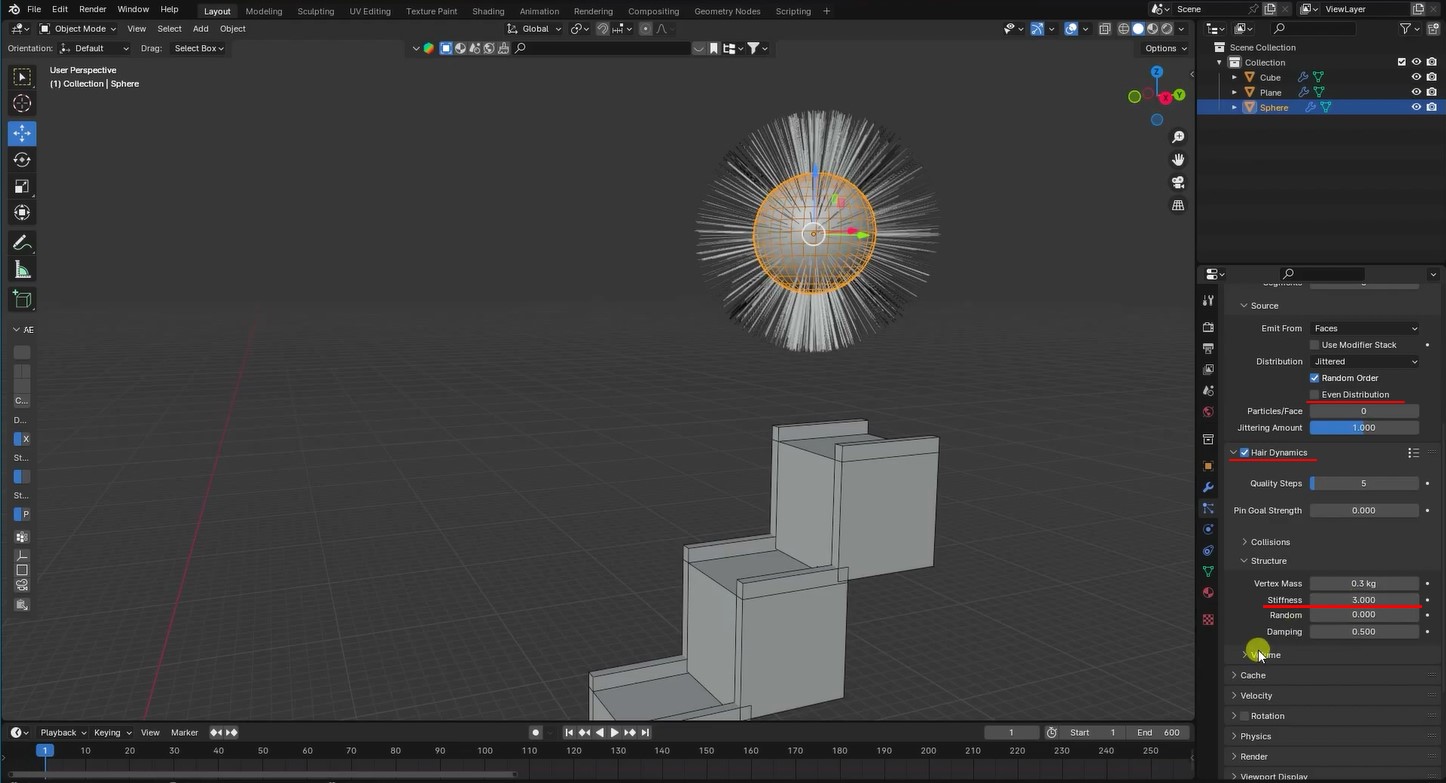 File Edit Render Window Help Layout Modeling Sculpting UV Editing Texture Paint Shading Animation Rendering Compositing Geometry Nodes Scripting + Scene ViewLayer
Object Mode View Select Add Object Global
Orientation: Default Drag: Select Box Options
User Perspective
(1) Collection | Sphere
Z
X
Y
AE
C...
D...
X
St...
St...
P
Scene Collection
Collection
Cube
Plane
Sphere
Source
Emit From Faces
Use Modifier Stack
Distribution Jittered
Random Order
Even Distribution
Particles/Face 0
Jittering Amount 1.000
Hair Dynamics
Quality Steps 5
Pin Goal Strength 0.000
Collisions
Structure
Vertex Mass 0.3 kg
Stiffness 3.000
Random 0.000
Damping 0.500
Cache
Velocity
Rotation
Physics
Render
Viewport Display
Playback Keying View Marker 1 Start 1 End 600
1 10 20 30 40 50 60 70 80 90 100 110 120 130 140 150 160 170 180 190 200 210 220 230 240 250